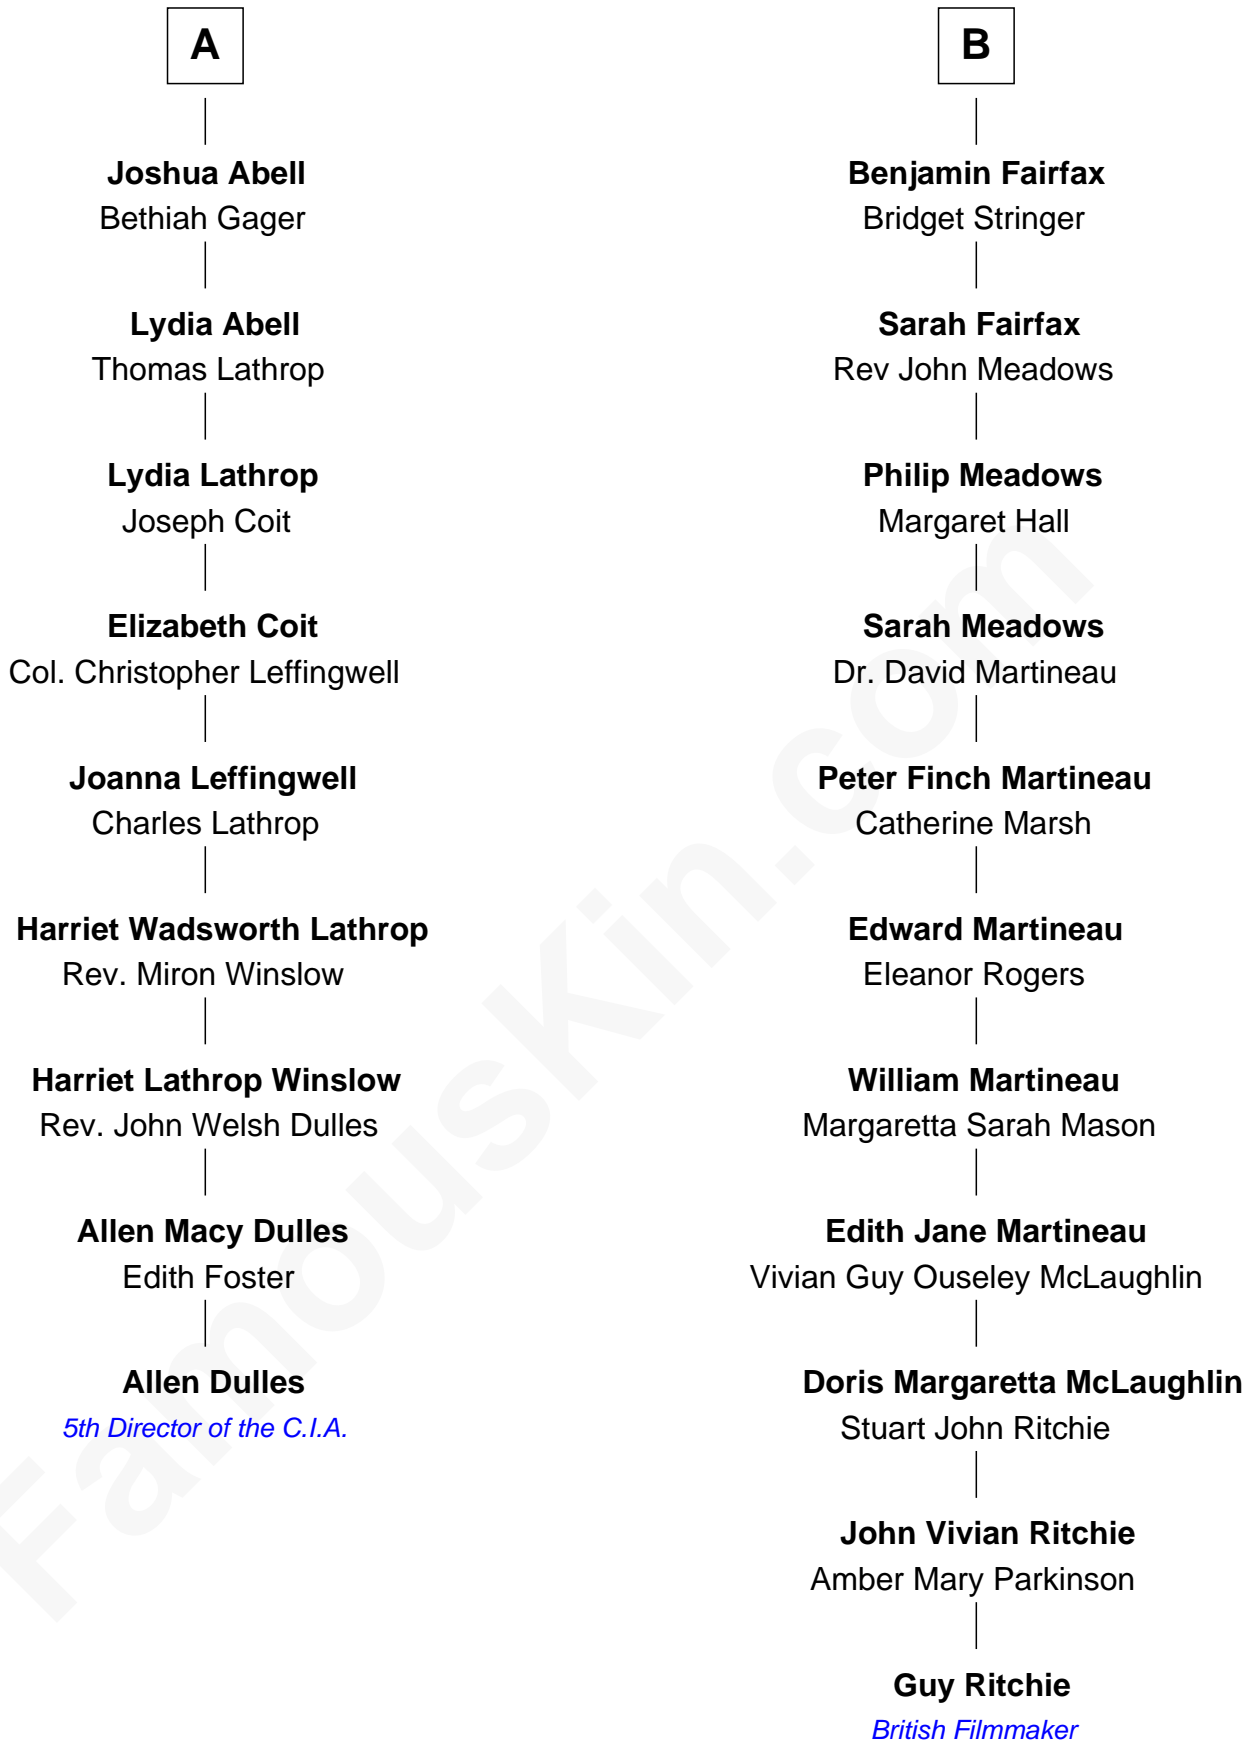 A
Joshua Abell
Bethiah Gager
Lydia Abell
Thomas Lathrop
Lydia Lathrop
Joseph Coit
Elizabeth Coit
Col. Christopher Leffingwell
Joanna Leffingwell
Charles Lathrop
Harriet Wadsworth Lathrop
Rev. Miron Winslow
Harriet Lathrop Winslow
Rev. John Welsh Dulles
Allen Macy Dulles
Edith Foster
Allen Dulles
5th Director of the C.I.A.
B
Benjamin Fairfax
Bridget Stringer
Sarah Fairfax
Rev John Meadows
Philip Meadows
Margaret Hall
Sarah Meadows
Dr. David Martineau
Peter Finch Martineau
Catherine Marsh
Edward Martineau
Eleanor Rogers
William Martineau
Margaretta Sarah Mason
Edith Jane Martineau
Vivian Guy Ouseley McLaughlin
Doris Margaretta McLaughlin
Stuart John Ritchie
John Vivian Ritchie
Amber Mary Parkinson
Guy Ritchie
British Filmmaker
FamousKin.com